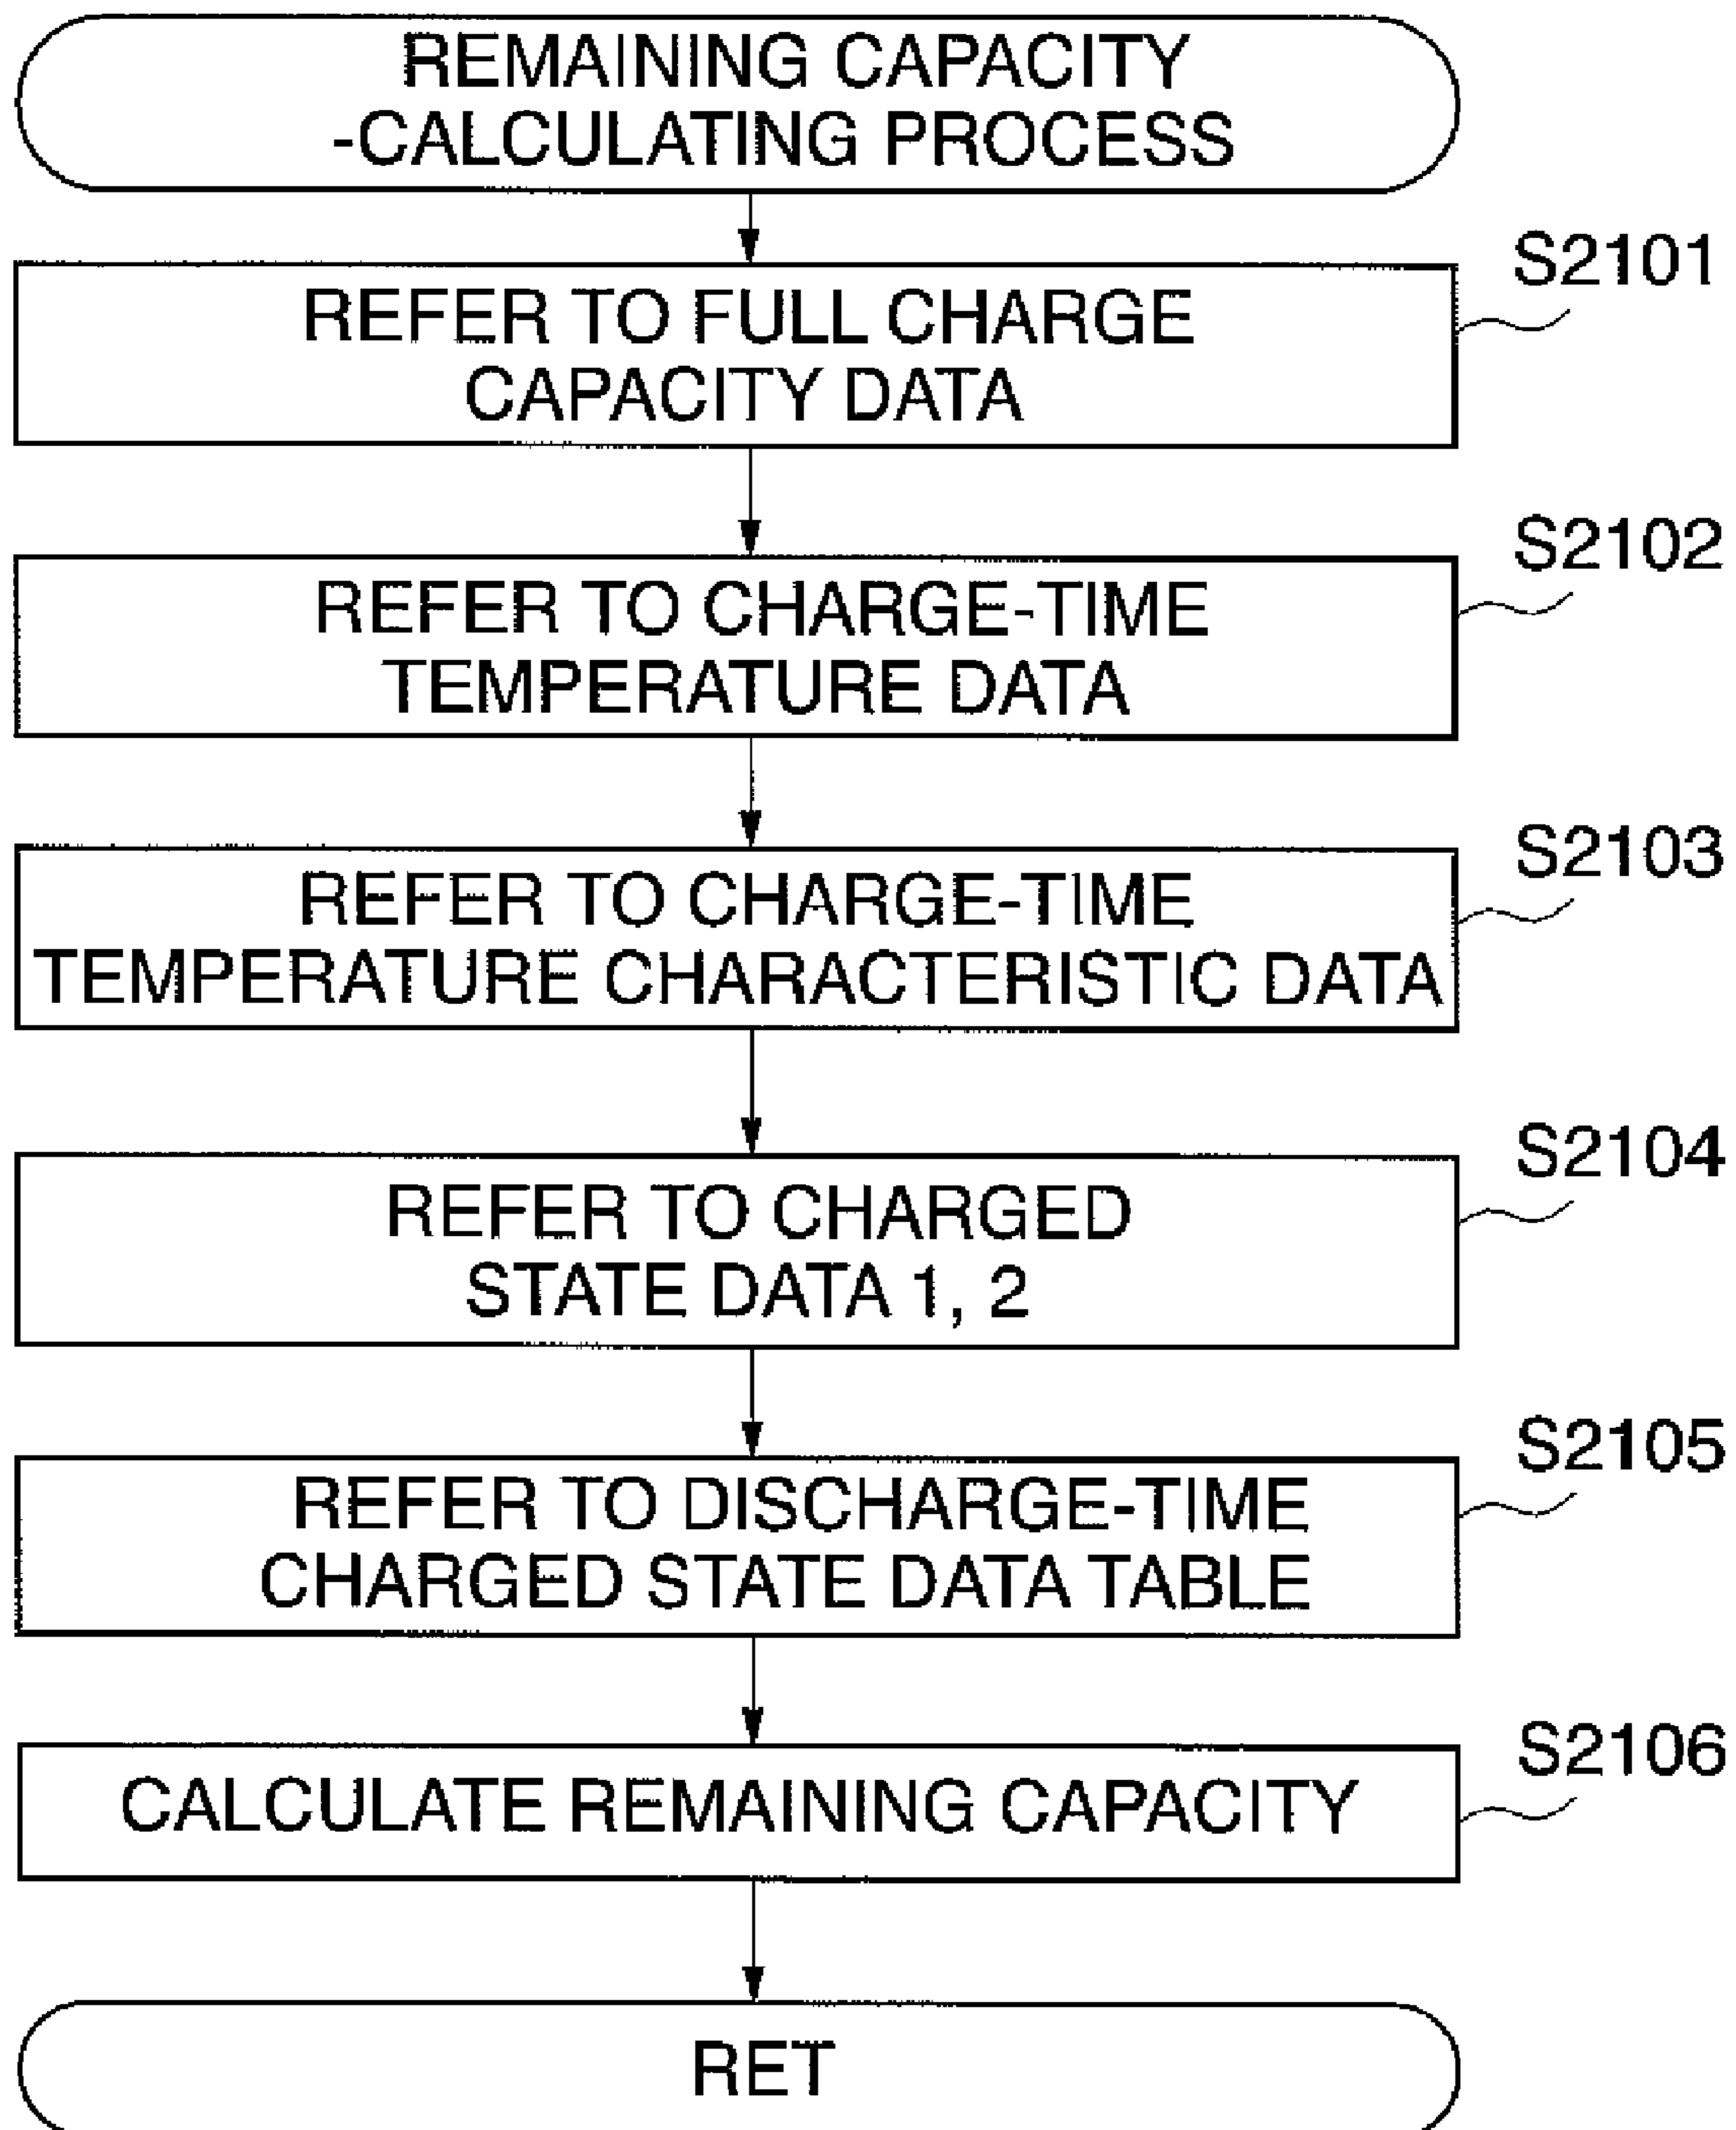 REMAINING CAPACITY
-CALCULATING PROCESS
S2101
REFER TO FULL CHARGE
CAPACITY DATA
S2102
REFER TO CHARGE-TIME
TEMPERATURE DATA
S2103
REFER TO CHARGE-TIME
TEMPERATURE CHARACTERISTIC DATA
S2104
REFER TO CHARGED
STATE DATA 1, 2
S2105
REFER TO DISCHARGE-TIME
CHARGED STATE DATA TABLE
S2106
CALCULATE REMAINING CAPACITY
RET